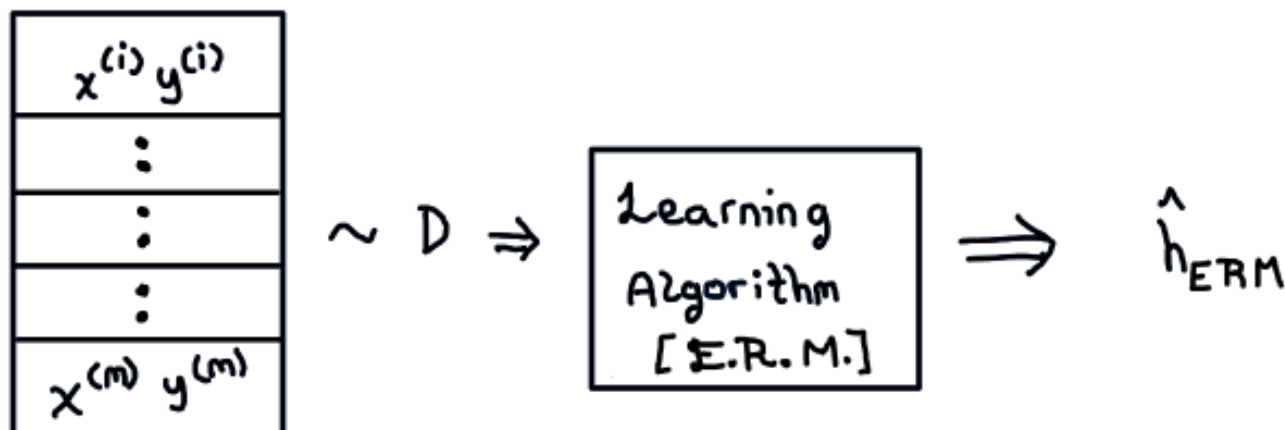 x^(i) y^(i)
⋮
⋮
⋮
x^(m) y^(m)
~ D ⇒
Learning
Algorithm
[E.R.M.]
⇒ ĥ_ERM